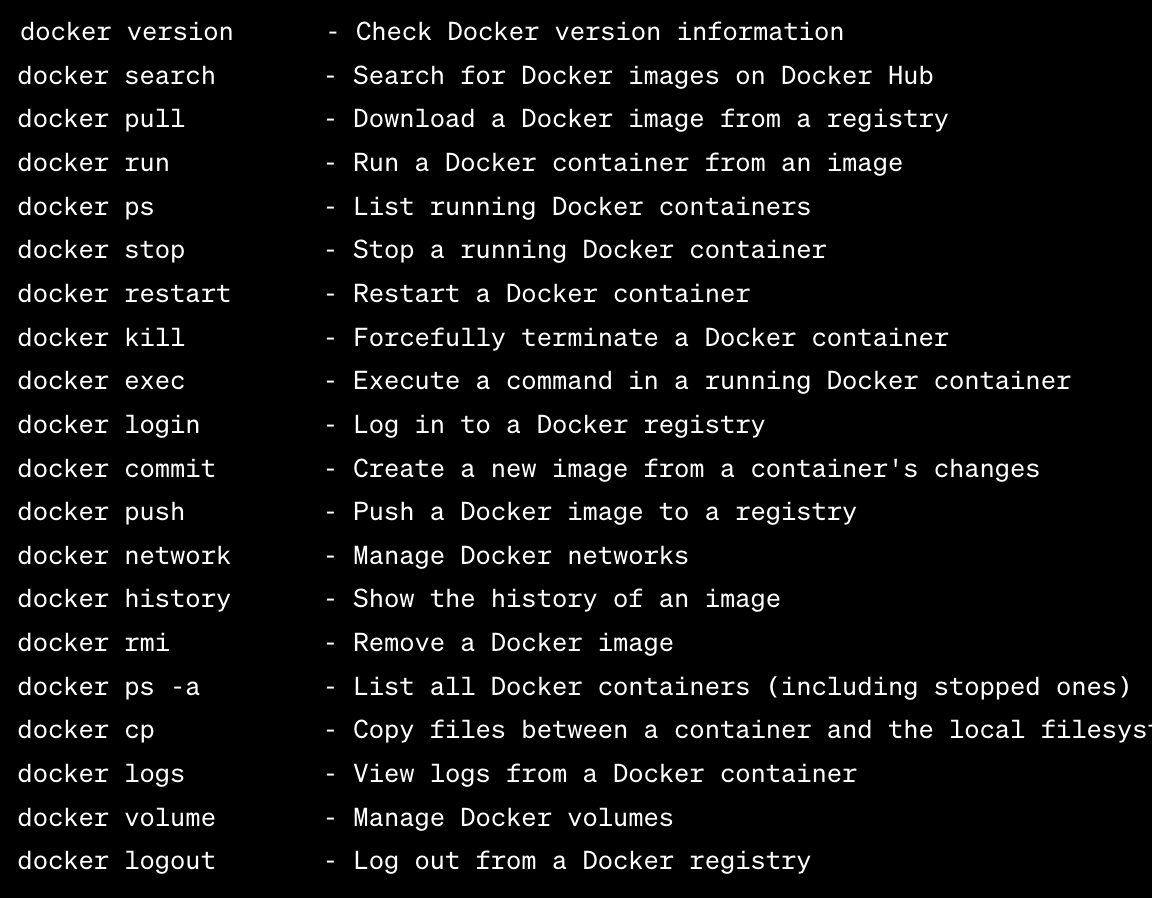 docker version - Check Docker version information
docker search - Search for Docker images on Docker Hub
docker pull - Download a Docker image from a registry
docker run - Run a Docker container from an image
docker ps - List running Docker containers
docker stop - Stop a running Docker container
docker restart - Restart a Docker container
docker kill - Forcefully terminate a Docker container
docker exec - Execute a command in a running Docker container
docker login - Log in to a Docker registry
docker commit - Create a new image from a container's changes
docker push - Push a Docker image to a registry
docker network - Manage Docker networks
docker history - Show the history of an image
docker rmi - Remove a Docker image
docker ps -a - List all Docker containers (including stopped ones)
docker cp - Copy files between a container and the local filesyst
docker logs - View logs from a Docker container
docker volume - Manage Docker volumes
docker logout - Log out from a Docker registry